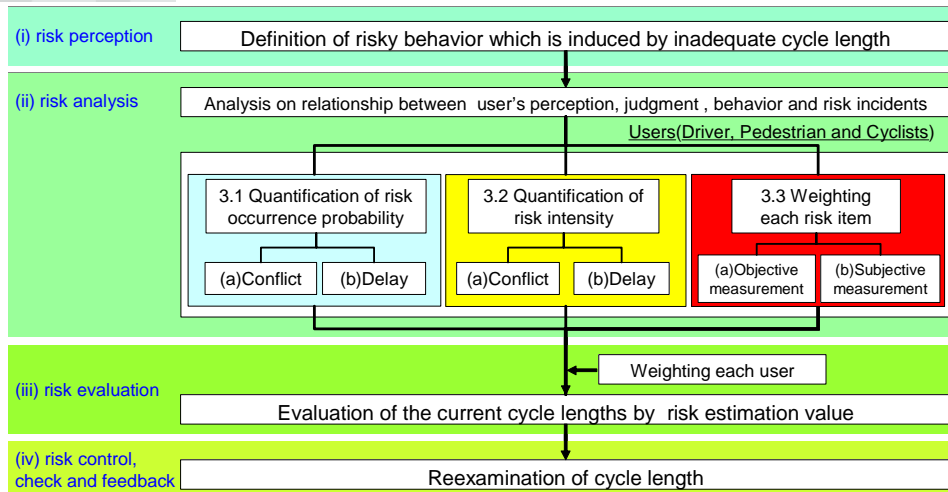 (i) risk perception
Definition of risky behavior which is induced by inadequate cycle length
(ii) risk analysis
Analysis on relationship between user's perception, judgment , behavior and risk incidents
Users(Driver, Pedestrian and Cyclists)
3.1 Quantification of risk
occurrence probability
(a)Conflict
(b)Delay
3.2 Quantification of
risk intensity
(a)Conflict
(b)Delay
3.3 Weighting
each risk item
(a)Objective
measurement
(b)Subjective
measurement
Weighting each user
(iii) risk evaluation
Evaluation of the current cycle lengths by risk estimation value
(iv) risk control,
check and feedback
Reexamination of cycle length